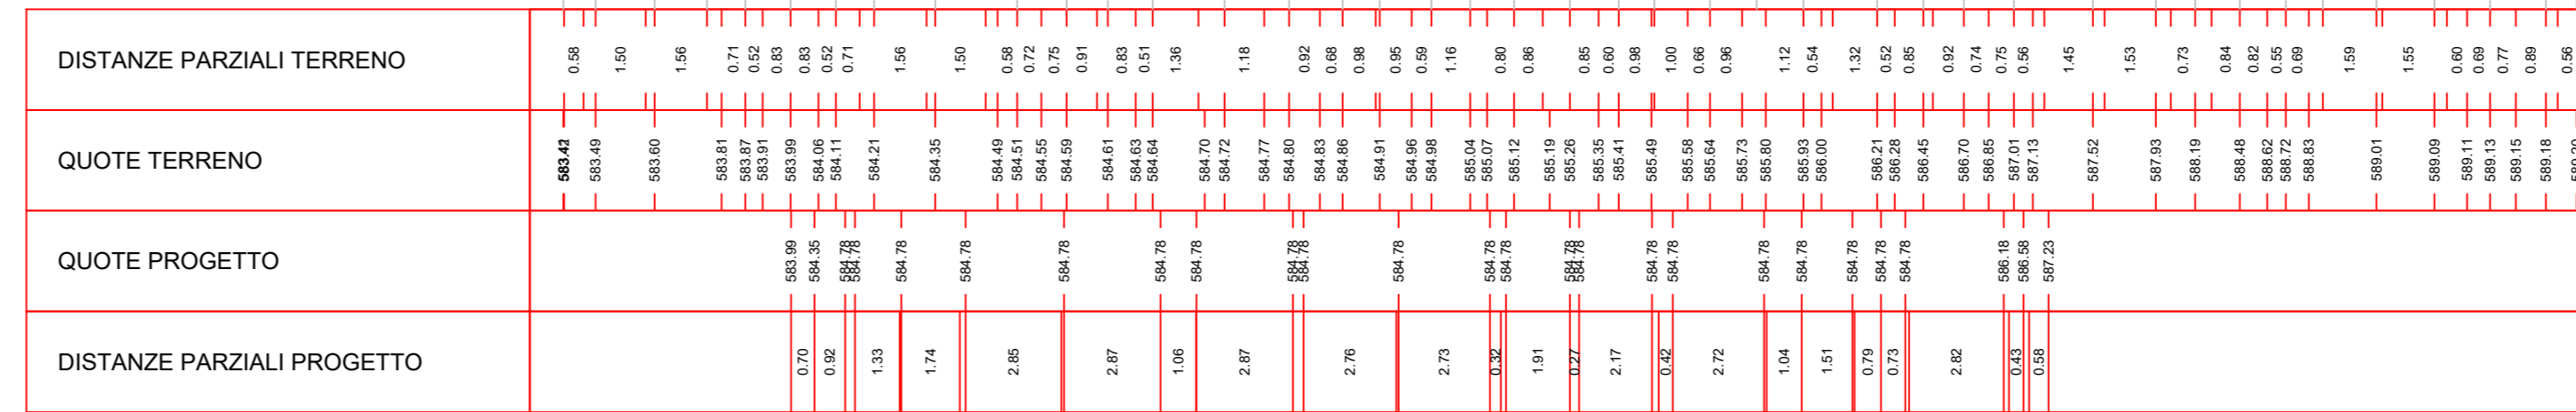 DISTANZE PARZIALI TERRENO 0.58 1.50 1.56 0.71 0.52 0.83 0.83 0.52 0.71 1.56 1.50 0.58 0.72 0.75 0.91 0.83 0.51 1.36 1.18 0.92 0.68 0.98 0.95 0.59 1.16 0.80 0.86 0.85 0.60 0.98 1.00 0.66 0.96 1.12 0.54 1.32 0.52 0.85 0.92 0.74 0.75 0.56 1.45 1.53 0.73 0.84 0.82 0.55 0.69 1.59 1.55 0.60 0.69 0.77 0.89 0.56
QUOTE TERRENO 583.42 583.49 583.60 583.81 583.87 583.91 583.99 584.06 584.11 584.21 584.35 584.49 584.51 584.55 584.59 584.61 584.63 584.64 584.70 584.72 584.77 584.80 584.83 584.86 584.91 584.96 584.98 585.04 585.07 585.12 585.19 585.26 585.35 585.41 585.49 585.58 585.64 585.73 585.80 585.93 586.00 586.21 586.28 586.45 586.70 586.85 587.01 587.13 587.52 587.93 588.19 588.48 588.62 588.72 588.83 589.01 589.09 589.11 589.13 589.15 589.18
QUOTE PROGETTO 583.99 584.35 584.78 584.78 584.78 584.78 584.78 584.78 584.78 584.78 584.78 584.78 584.78 584.78 584.78 584.78 584.78 584.78 584.78 584.78 584.78 584.78 584.78 586.18 586.58 587.23
DISTANZE PARZIALI PROGETTO 0.70 0.92 1.33 1.74 2.85 2.87 1.06 2.87 2.76 2.73 0.32 1.91 0.27 2.17 0.42 2.72 1.04 1.51 0.79 0.73 2.82 0.43 0.58